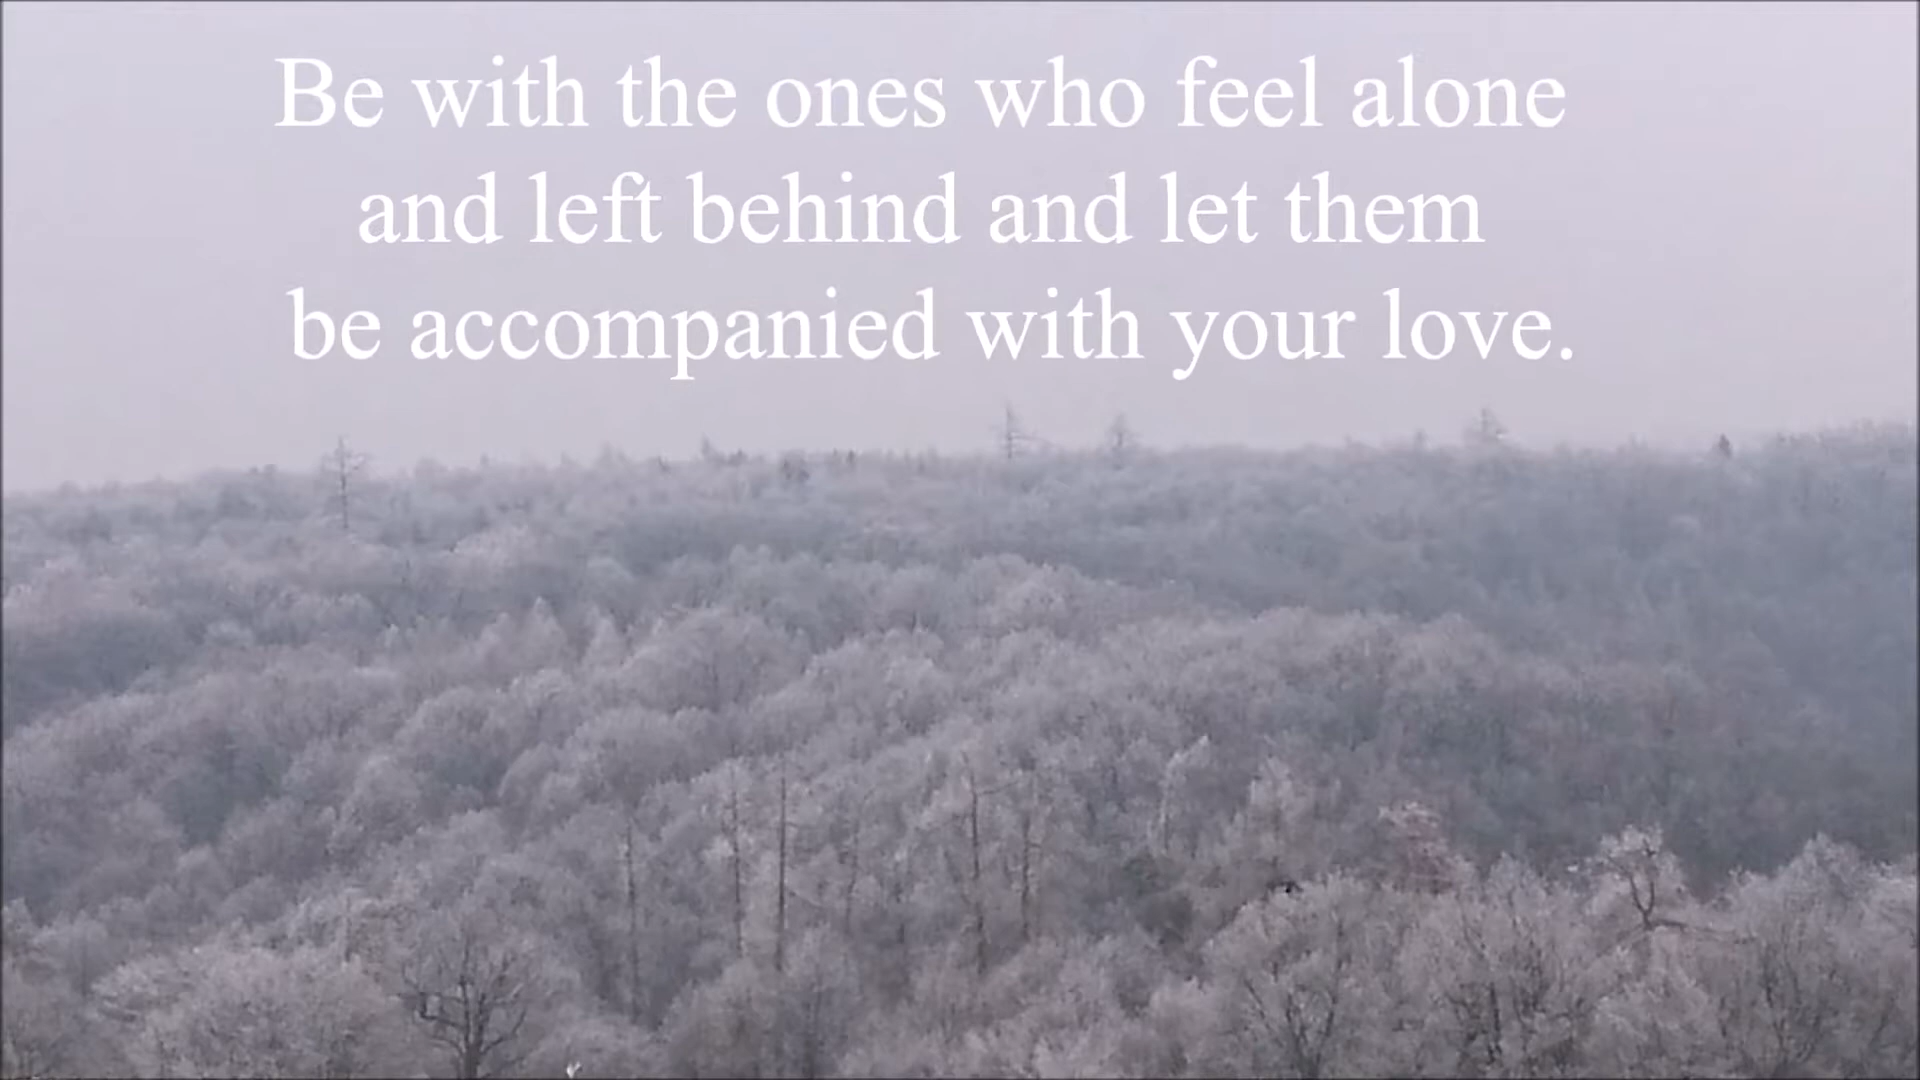 Be with the ones who feel alone
and left behind and let them
be accompanied with your love.